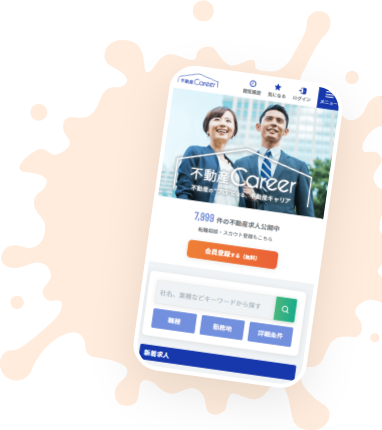 不動産Career
閲覧履歴 気になる ログイン メニュー
不動産Career
不動産キャリア
7,999 件の不動産求人公開中
転職相談・スカウト登録もこちら
会員登録する（無料）
社名、業種などキーワードから探す
職種 勤務地 詳細条件
新着求人